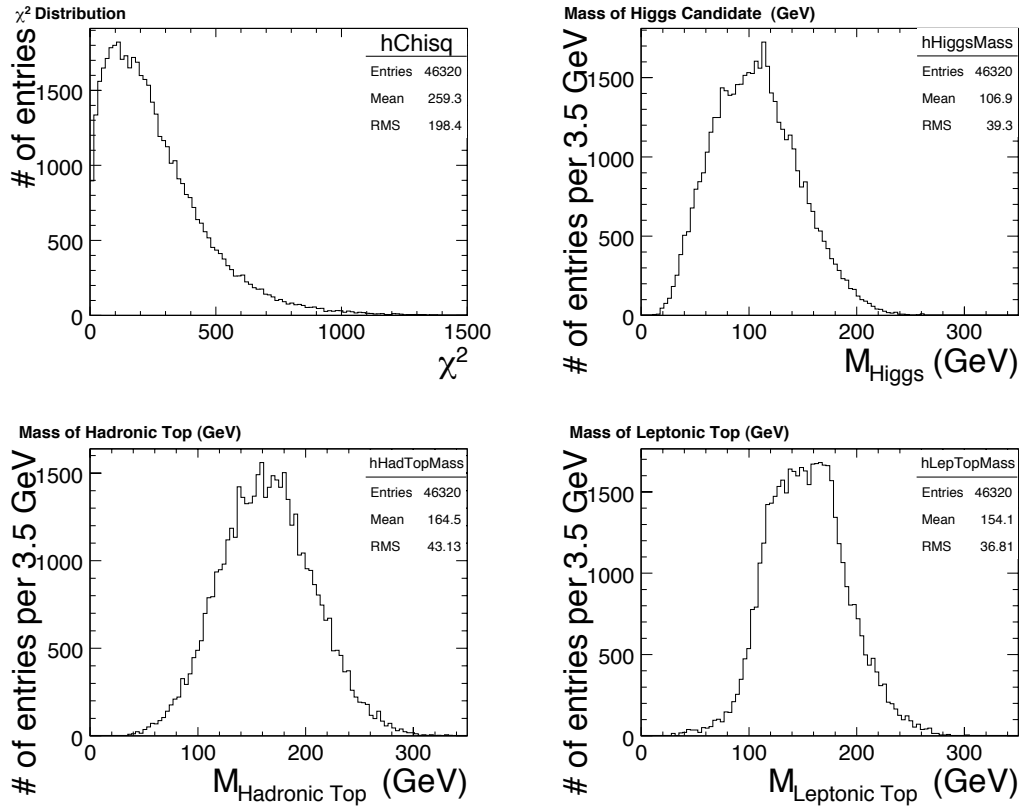 χ² Distribution
# of entries
hChisq
Entries 46320
Mean 259.3
RMS 198.4
1500
1000
500
0
0 500 1000 1500
χ²
Mass of Higgs Candidate (GeV)
# of entries per 3.5 GeV
hHiggsMass
Entries 46320
Mean 106.9
RMS 39.3
1500
1000
500
0
0 100 200 300
M_Higgs (GeV)
Mass of Hadronic Top (GeV)
# of entries per 3.5 GeV
hHadTopMass
Entries 46320
Mean 164.5
RMS 43.13
1500
1000
500
0
0 100 200 300
M_Hadronic Top (GeV)
Mass of Leptonic Top (GeV)
# of entries per 3.5 GeV
hLepTopMass
Entries 46320
Mean 154.1
RMS 36.81
1500
1000
500
0
0 100 200 300
M_Leptonic Top (GeV)